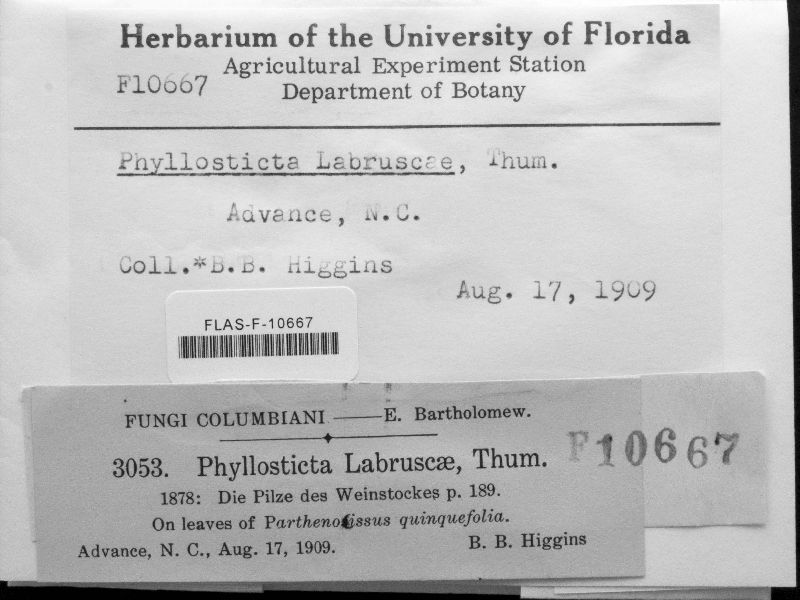 Herbarium of the University of Florida
Agricultural Experiment Station
F10667
Department of Botany
Phyllosticta Labruscae, Thum.
Advance, N.C.
Coll.*B.B. Higgins
Aug. 17, 1909
FLAS-F-10667
FUNGI COLUMBIANI —— E. Bartholomew.
F10667
3053. Phyllosticta Labruscæ, Thum.
1878: Die Pilze des Weinstockes p. 189.
On leaves of Parthenocissus quinquefolia.
Advance, N. C., Aug. 17, 1909. B. B. Higgins